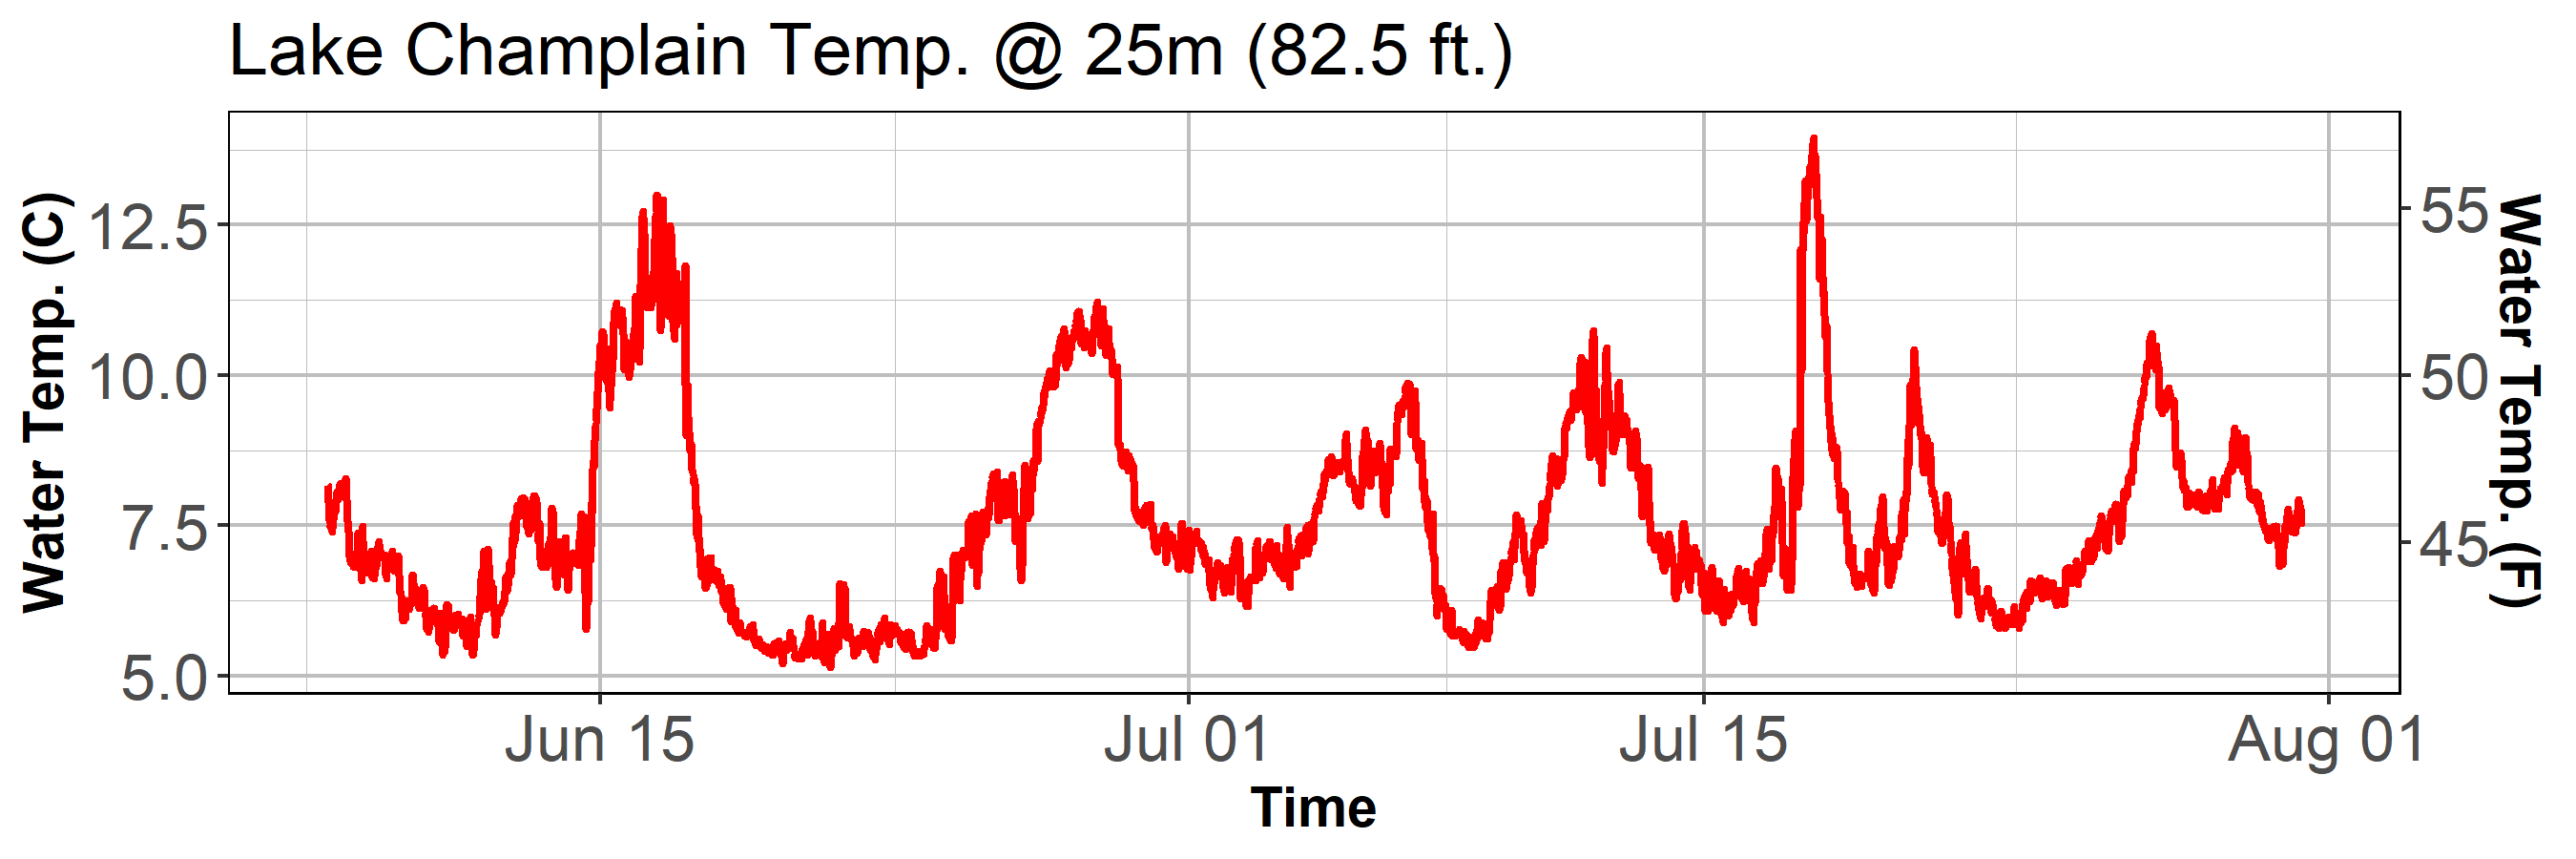 Lake Champlain Temp. @ 25m (82.5 ft.)
Water Temp. (C)
12.5
10.0
7.5
5.0
55
50
45
Water Temp. (F)
Jun 15 Jul 01 Jul 15 Aug 01
Time